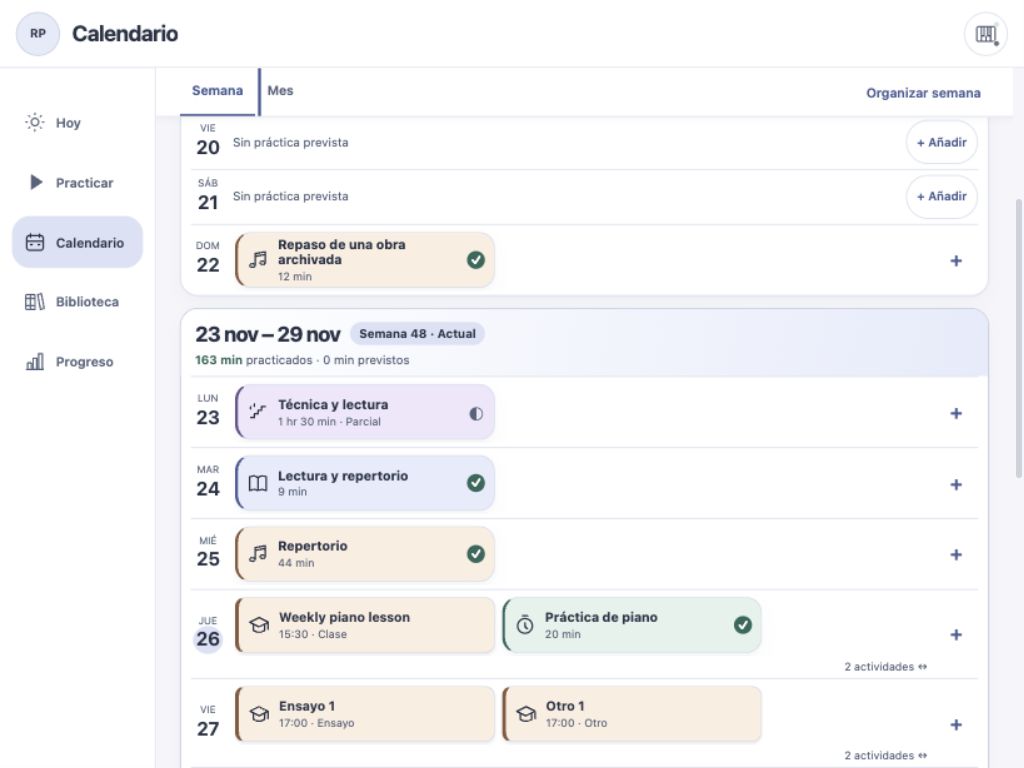 RP
Calendario
Semana
Mes
Organizar semana
Hoy
Practicar
Calendario
Biblioteca
Progreso
VIE
20
Sin práctica prevista
+ Añadir
SÁB
21
Sin práctica prevista
+ Añadir
DOM
22
Repaso de una obra
archivada
12 min
+
23 nov – 29 nov
Semana 48 · Actual
163 min practicados · 0 min previstos
LUN
23
Técnica y lectura
1 hr 30 min · Parcial
+
MAR
24
Lectura y repertorio
9 min
+
MIÉ
25
Repertorio
44 min
+
JUE
26
Weekly piano lesson
15:30 · Clase
Práctica de piano
20 min
+
2 actividades ⇔
VIE
27
Ensayo 1
17:00 · Ensayo
Otro 1
17:00 · Otro
+
2 actividades ⇔